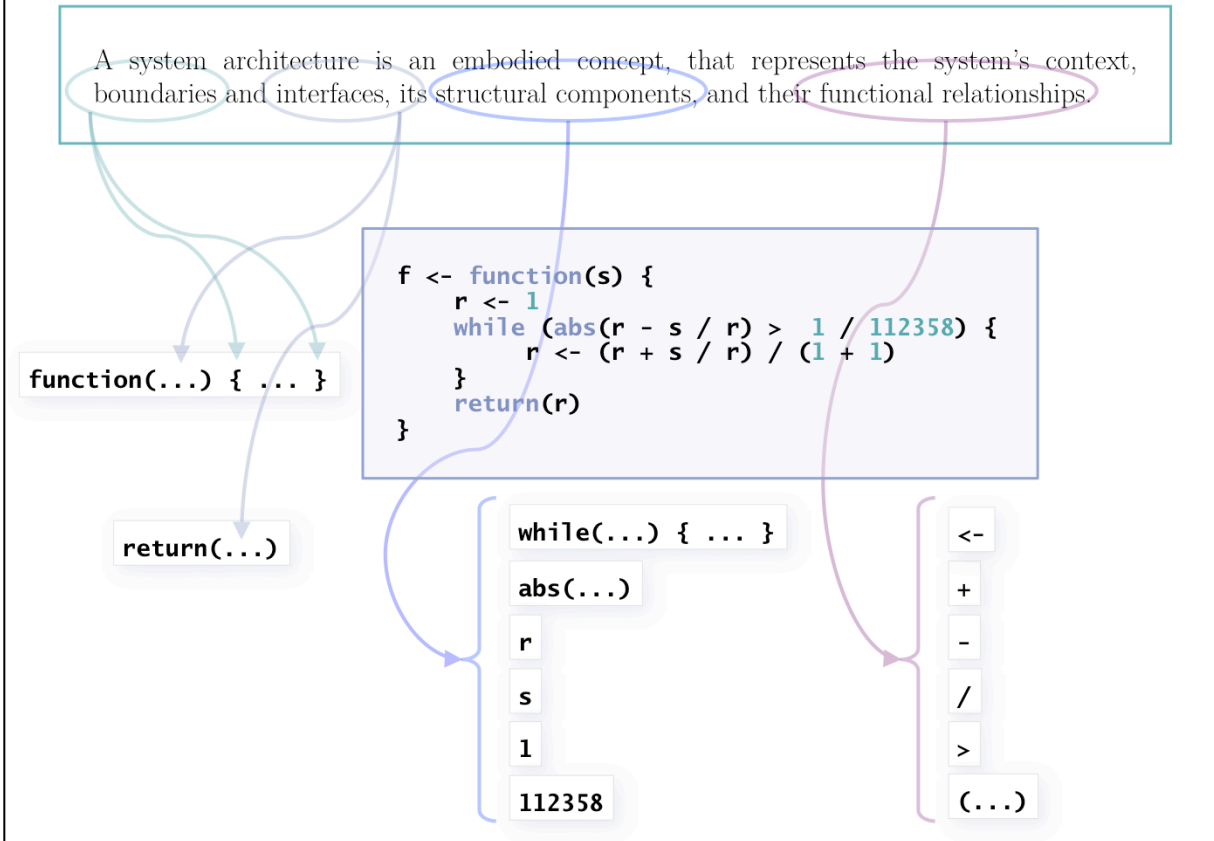 A system architecture is an embodied concept, that represents the system's context,
boundaries and interfaces, its structural components, and their functional relationships.
f <- function(s) {
    r <- 1
    while (abs(r - s / r) >  1 / 112358) {
         r <- (r + s / r) / (1 + 1)
    }
    return(r)
}
function(...) { ... }
return(...)
while(...) { ... }
abs(...)
r
s
1
112358
<-
+
-
/
>
(...)